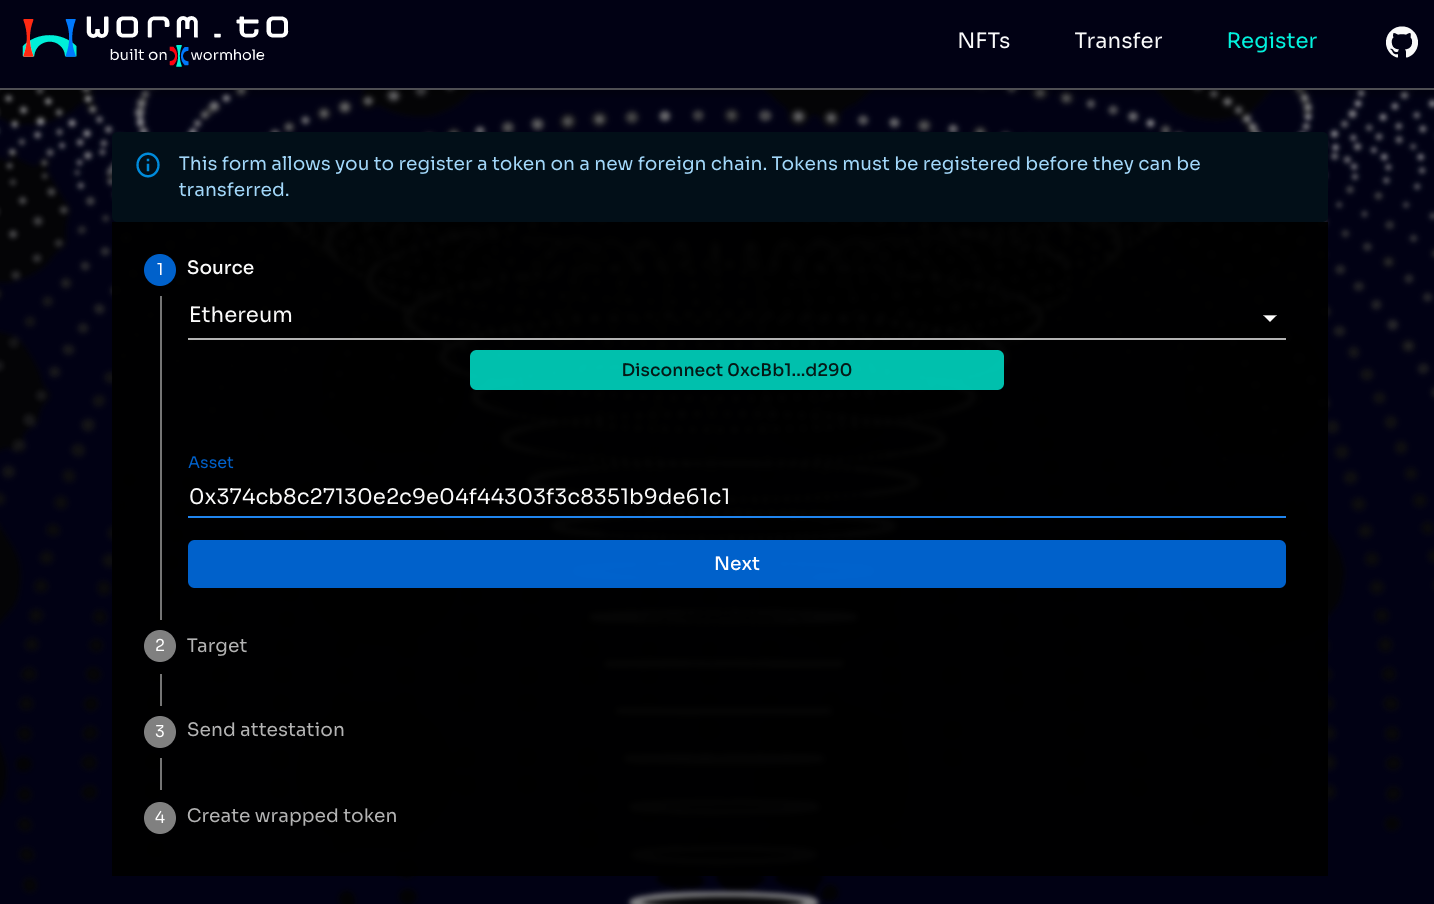 worm.to
built on wormhole
NFTs
Transfer
Register
This form allows you to register a token on a new foreign chain. Tokens must be registered before they can be
transferred.
1
Source
Ethereum
Disconnect 0xcBb1...d290
Asset
0x374cb8c27130e2c9e04f44303f3c8351b9de61c1
Next
2
Target
3
Send attestation
4
Create wrapped token